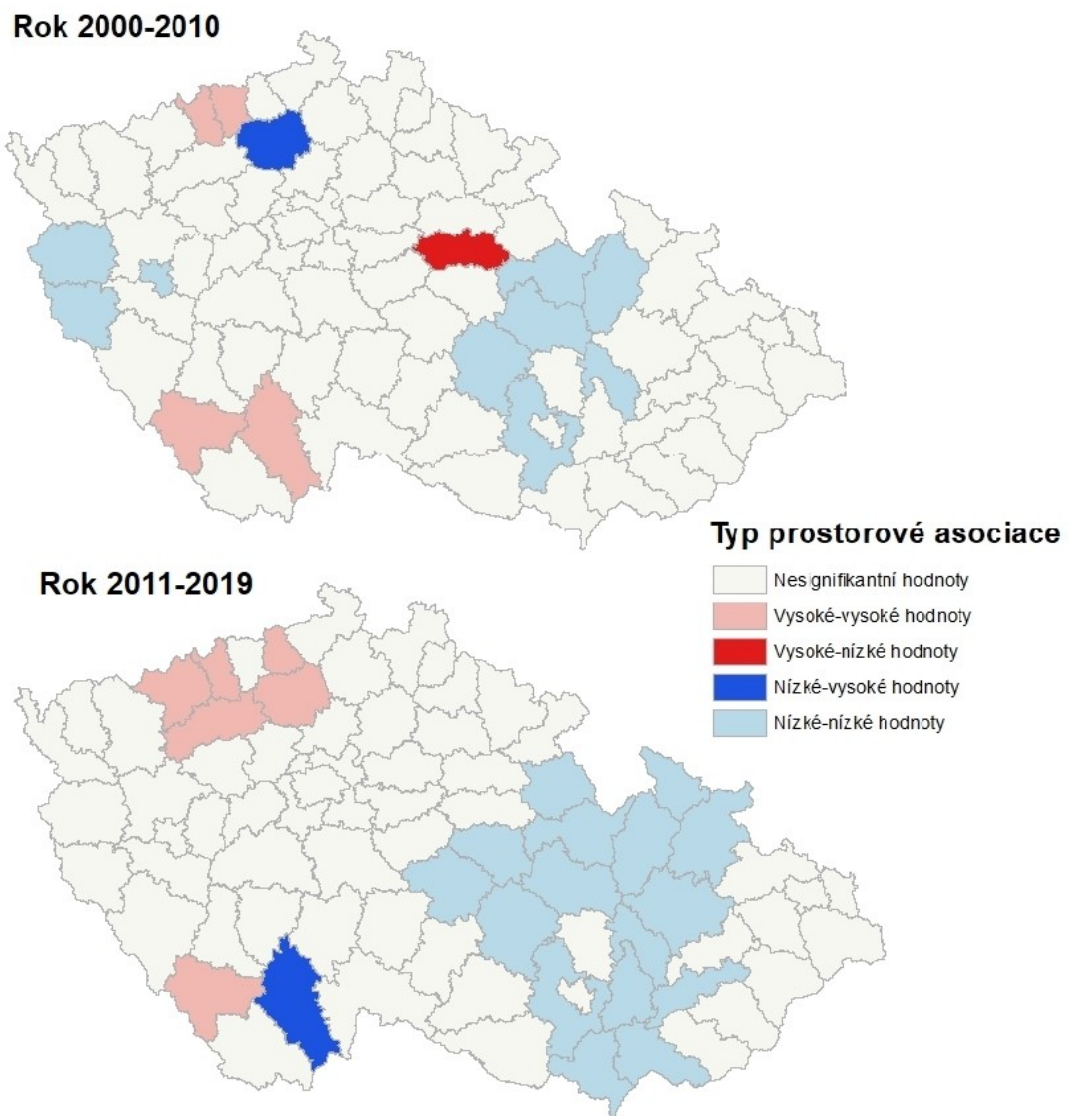 Rok 2000-2010
Typ prostorové asociace
Rok 2011-2019
Nesignifikantní hodnoty
Vysoké-vysoké hodnoty
Vysoké-nízké hodnoty
Nízké-vysoké hodnoty
Nízké-nízké hodnoty